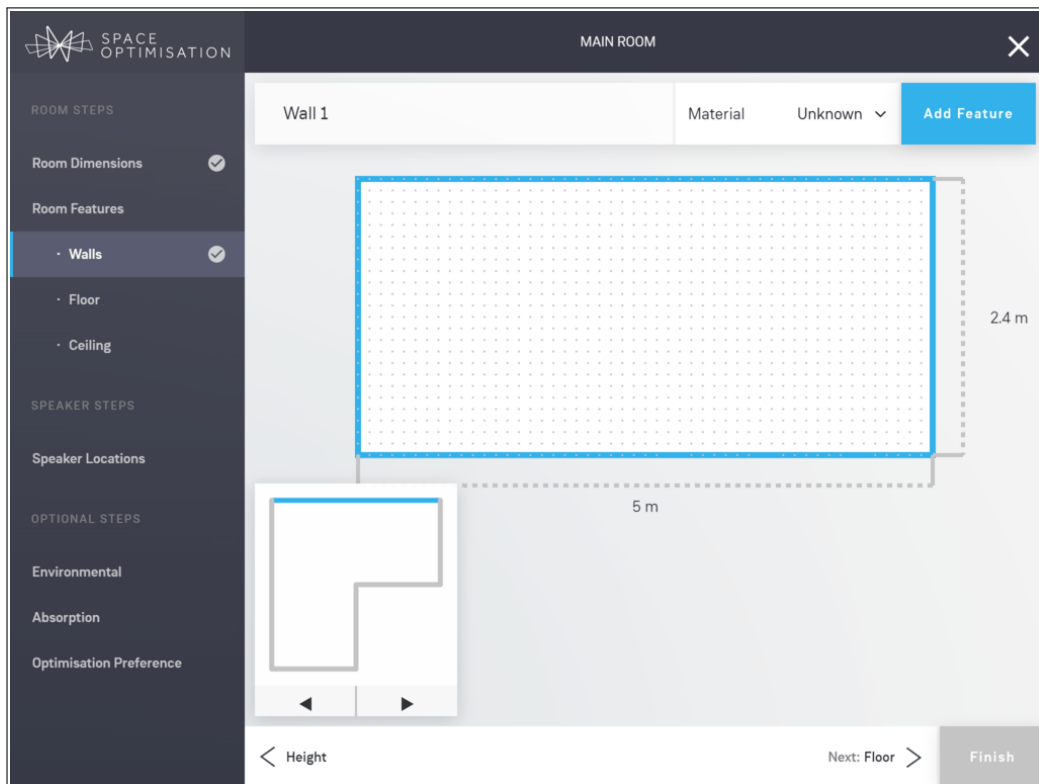 SPACE
OPTIMISATION
MAIN ROOM
ROOM STEPS
Room Dimensions
Room Features
· Walls
· Floor
· Ceiling
SPEAKER STEPS
Speaker Locations
OPTIONAL STEPS
Environmental
Absorption
Optimisation Preference
Wall 1
Material Unknown
Add Feature
2.4 m
5 m
Height
Next: Floor
Finish